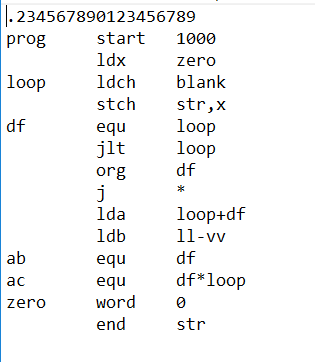 .234567890123456789
prog     start   1000
         ldx     zero
loop     ldch    blank
         stch    str,x
df       equ     loop
         jlt     loop
         org     df
         j       *
         lda     loop+df
         ldb     ll-vv
ab       equ     df
ac       equ     df*loop
zero     word    0
         end     str